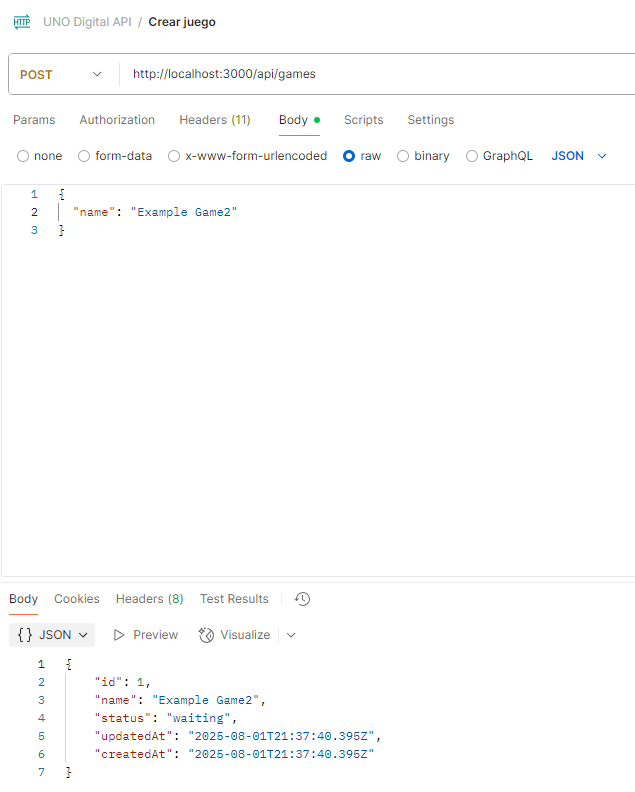 HTTP UNO Digital API / Crear juego
POST http://localhost:3000/api/games
Params Authorization Headers (11) Body Scripts Settings
none form-data x-www-form-urlencoded raw binary GraphQL JSON
1 {
2 "name": "Example Game2"
3 }
Body Cookies Headers (8) Test Results
{} JSON Preview Visualize
1 {
2 "id": 1,
3 "name": "Example Game2",
4 "status": "waiting",
5 "updatedAt": "2025-08-01T21:37:40.395Z",
6 "createdAt": "2025-08-01T21:37:40.395Z"
7 }